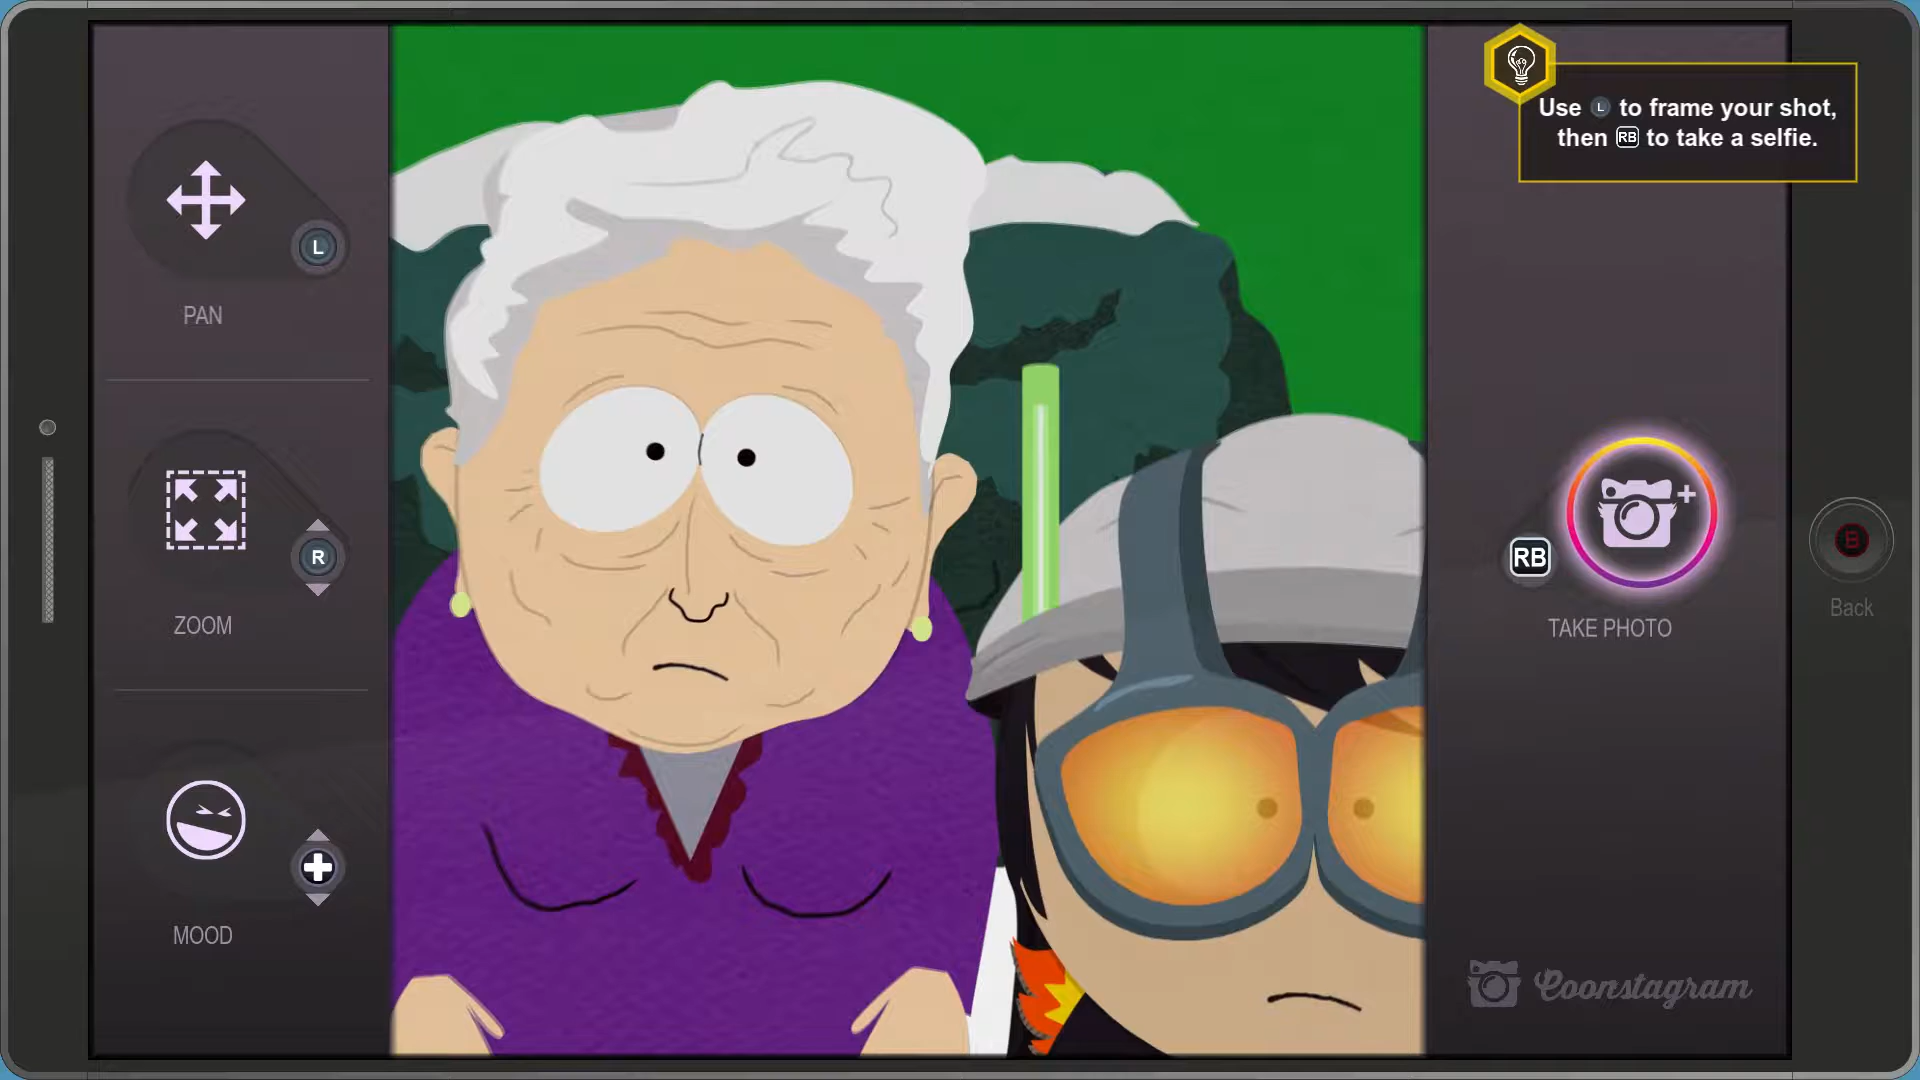 Use L to frame your shot,
then RB to take a selfie.
L
PAN
R
ZOOM
MOOD
RB
TAKE PHOTO
B
Back
Coonstagram